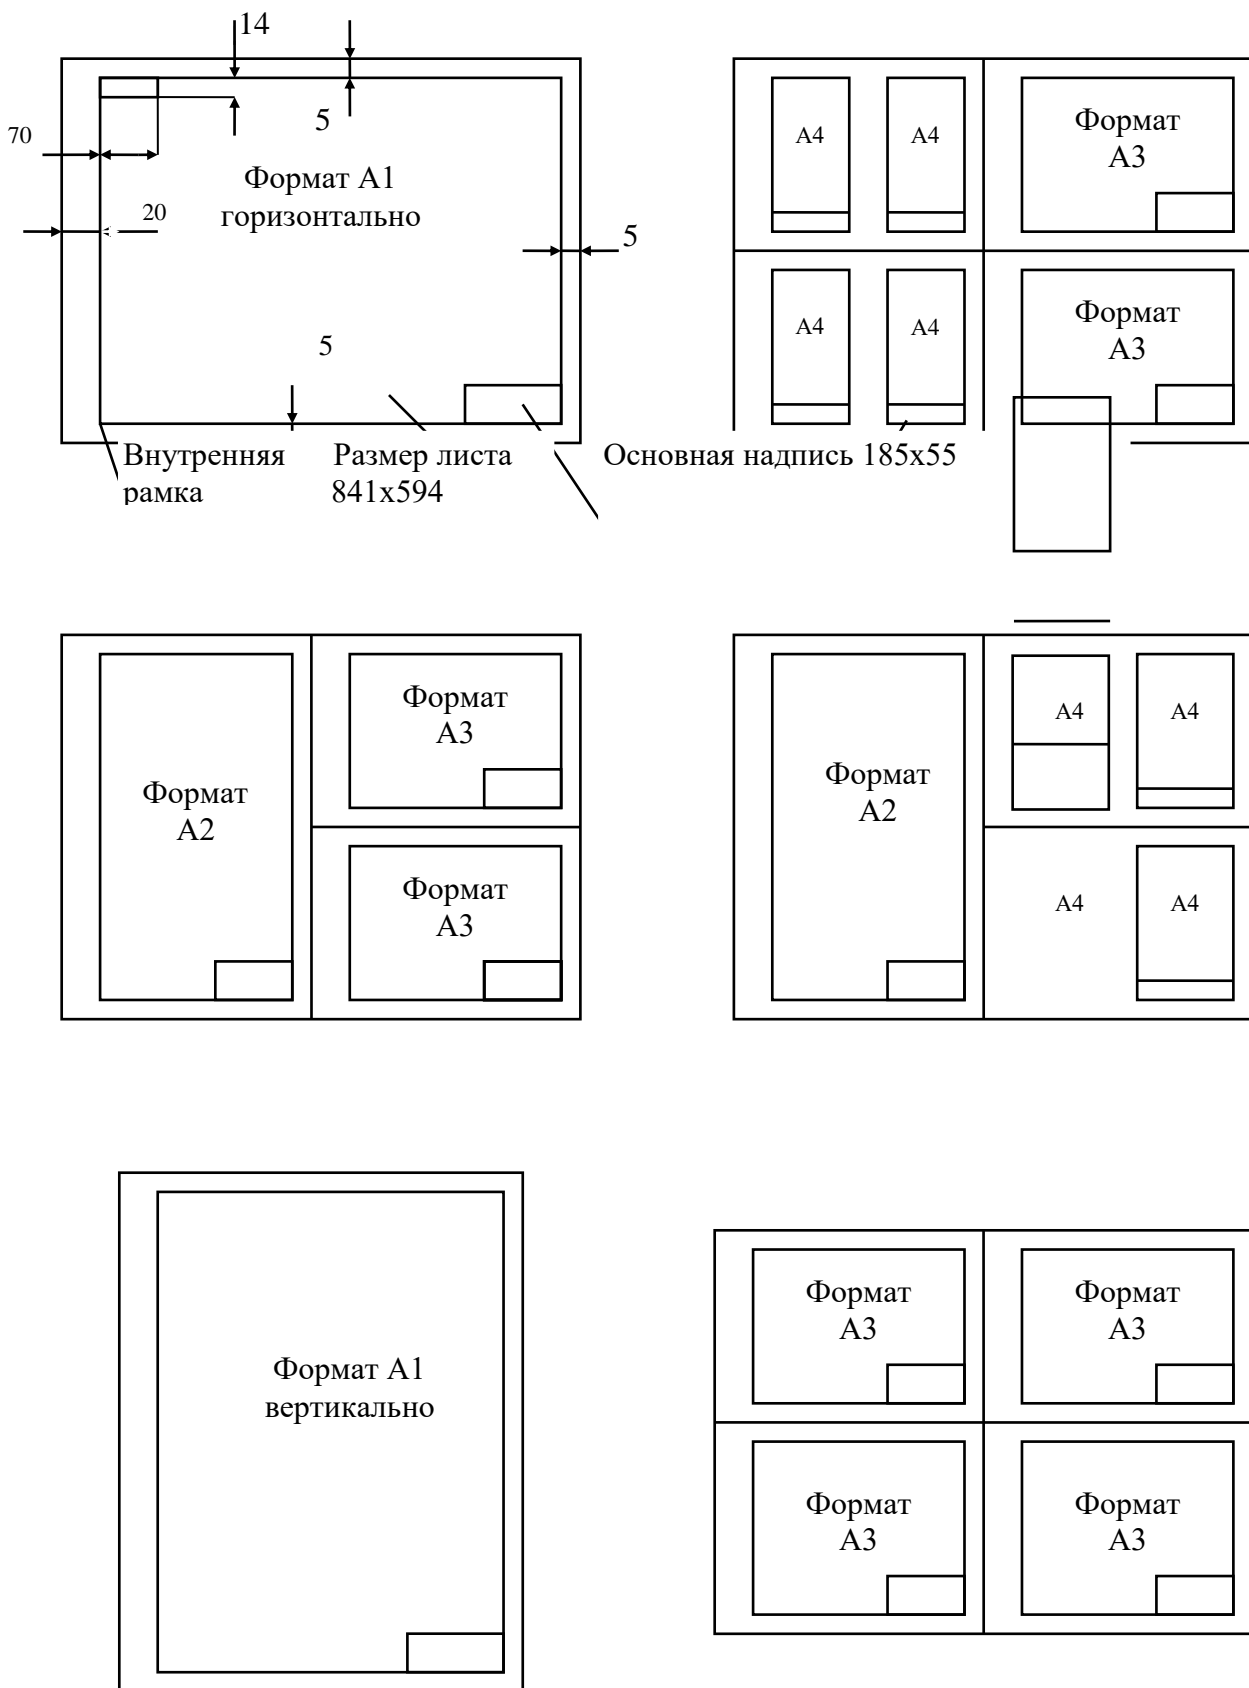 14
5
70
Формат А1
горизонтально
20
5
5
Внутренняя
рамка
Размер листа
841х594
Основная надпись 185х55
А4
А4
Формат
А3
А4
А4
Формат
А3
Формат
А2
Формат
А3
Формат
А3
Формат
А2
А4
А4
А4
А4
Формат А1
вертикально
Формат
А3
Формат
А3
Формат
А3
Формат
А3